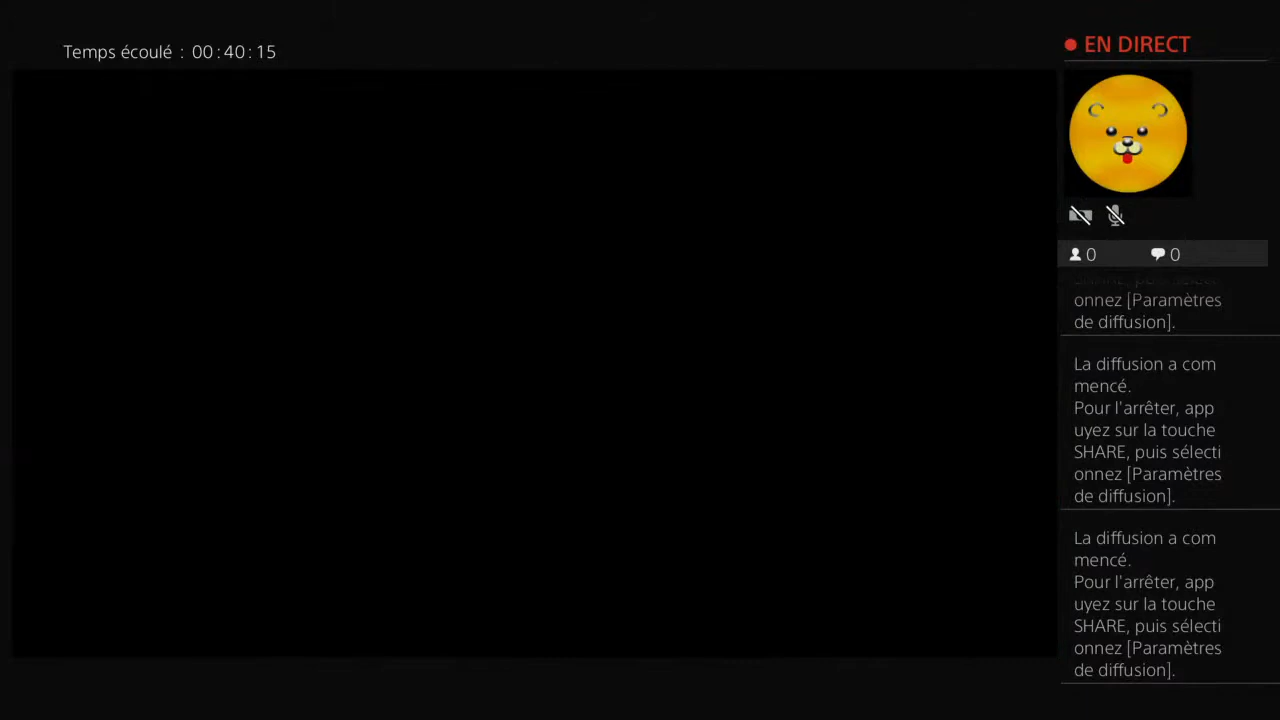 Temps écoulé : 00:40:15
EN DIRECT
0
0
onnez [Paramètres
de diffusion].
La diffusion a com
mencé.
Pour l'arrêter, app
uyez sur la touche
SHARE, puis sélecti
onnez [Paramètres
de diffusion].
La diffusion a com
mencé.
Pour l'arrêter, app
uyez sur la touche
SHARE, puis sélecti
onnez [Paramètres
de diffusion].